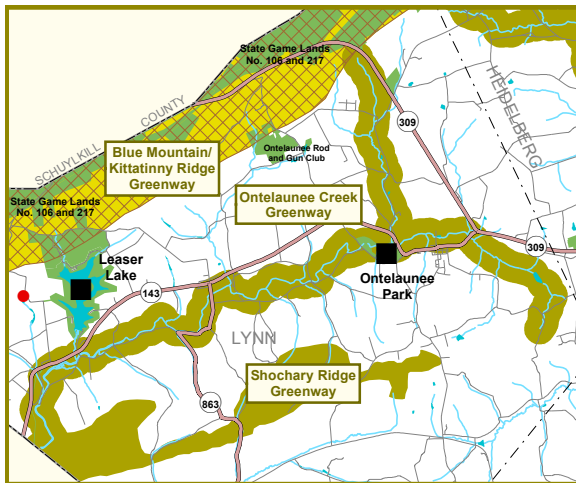 State Game Lands
No. 106 and 217
HEIDELBERG
SCHUYLKILL COUNTY
309
Blue Mountain/
Kittatinny Ridge
Greenway
Ontelaunee Rod
and Gun Club
State Game Lands
No. 106 and 217
Ontelaunee Creek
Greenway
309
Leaser
Lake
143
Ontelaunee
Park
LYNN
Shochary Ridge
Greenway
863